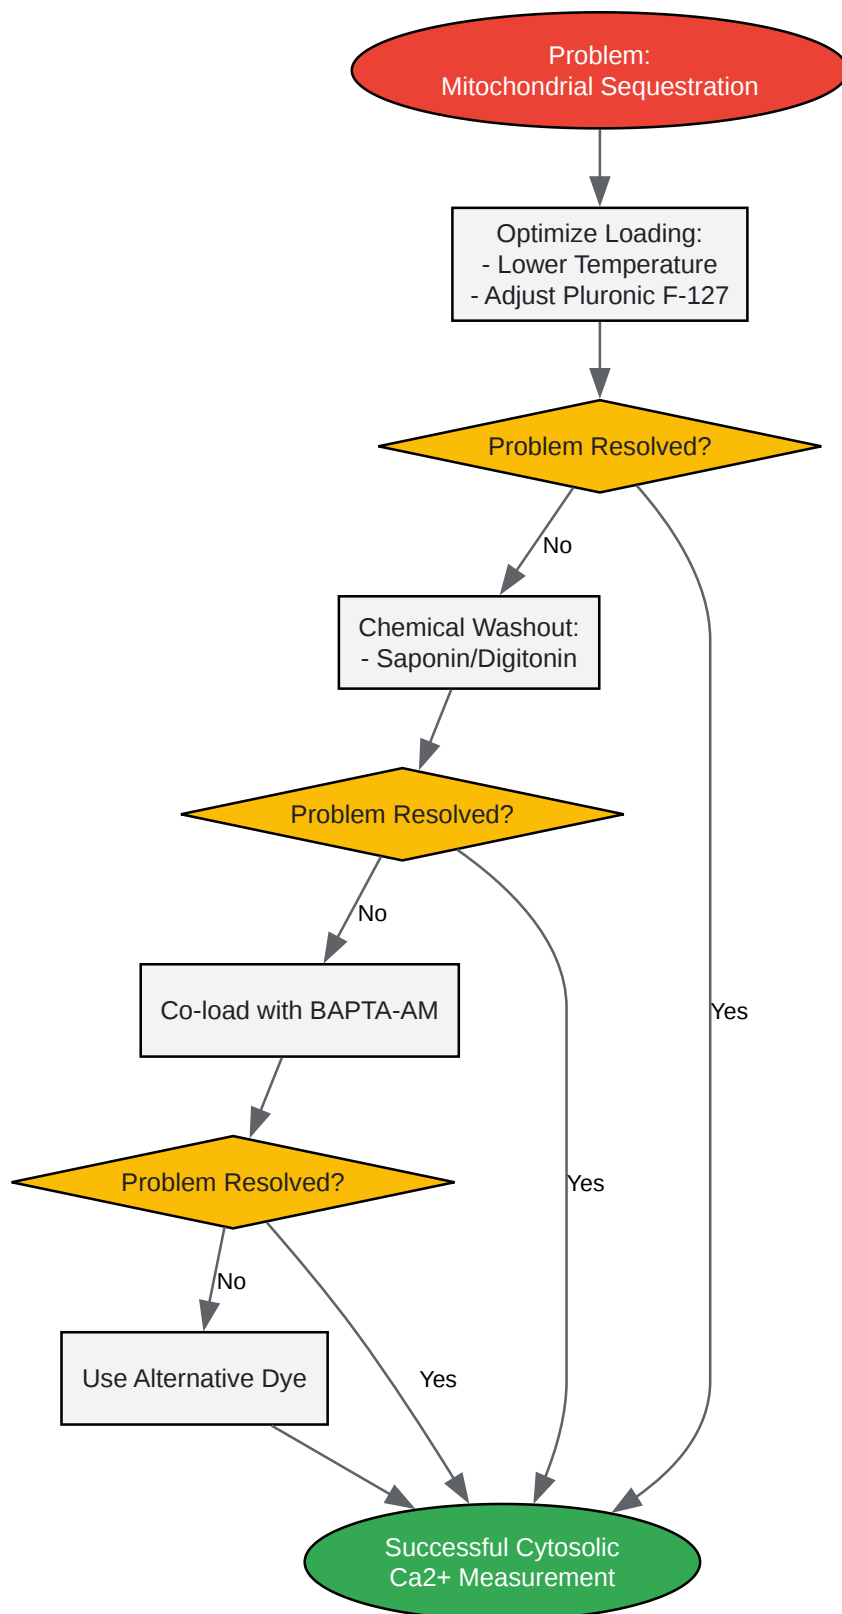 Problem:
Mitochondrial Sequestration
Optimize Loading:
- Lower Temperature
- Adjust Pluronic F-127
Problem Resolved?
No
Chemical Washout:
- Saponin/Digitonin
Problem Resolved?
No
Co-load with BAPTA-AM
Yes
Problem Resolved?
Yes
No
Use Alternative Dye
Yes
Successful Cytosolic
Ca2+ Measurement